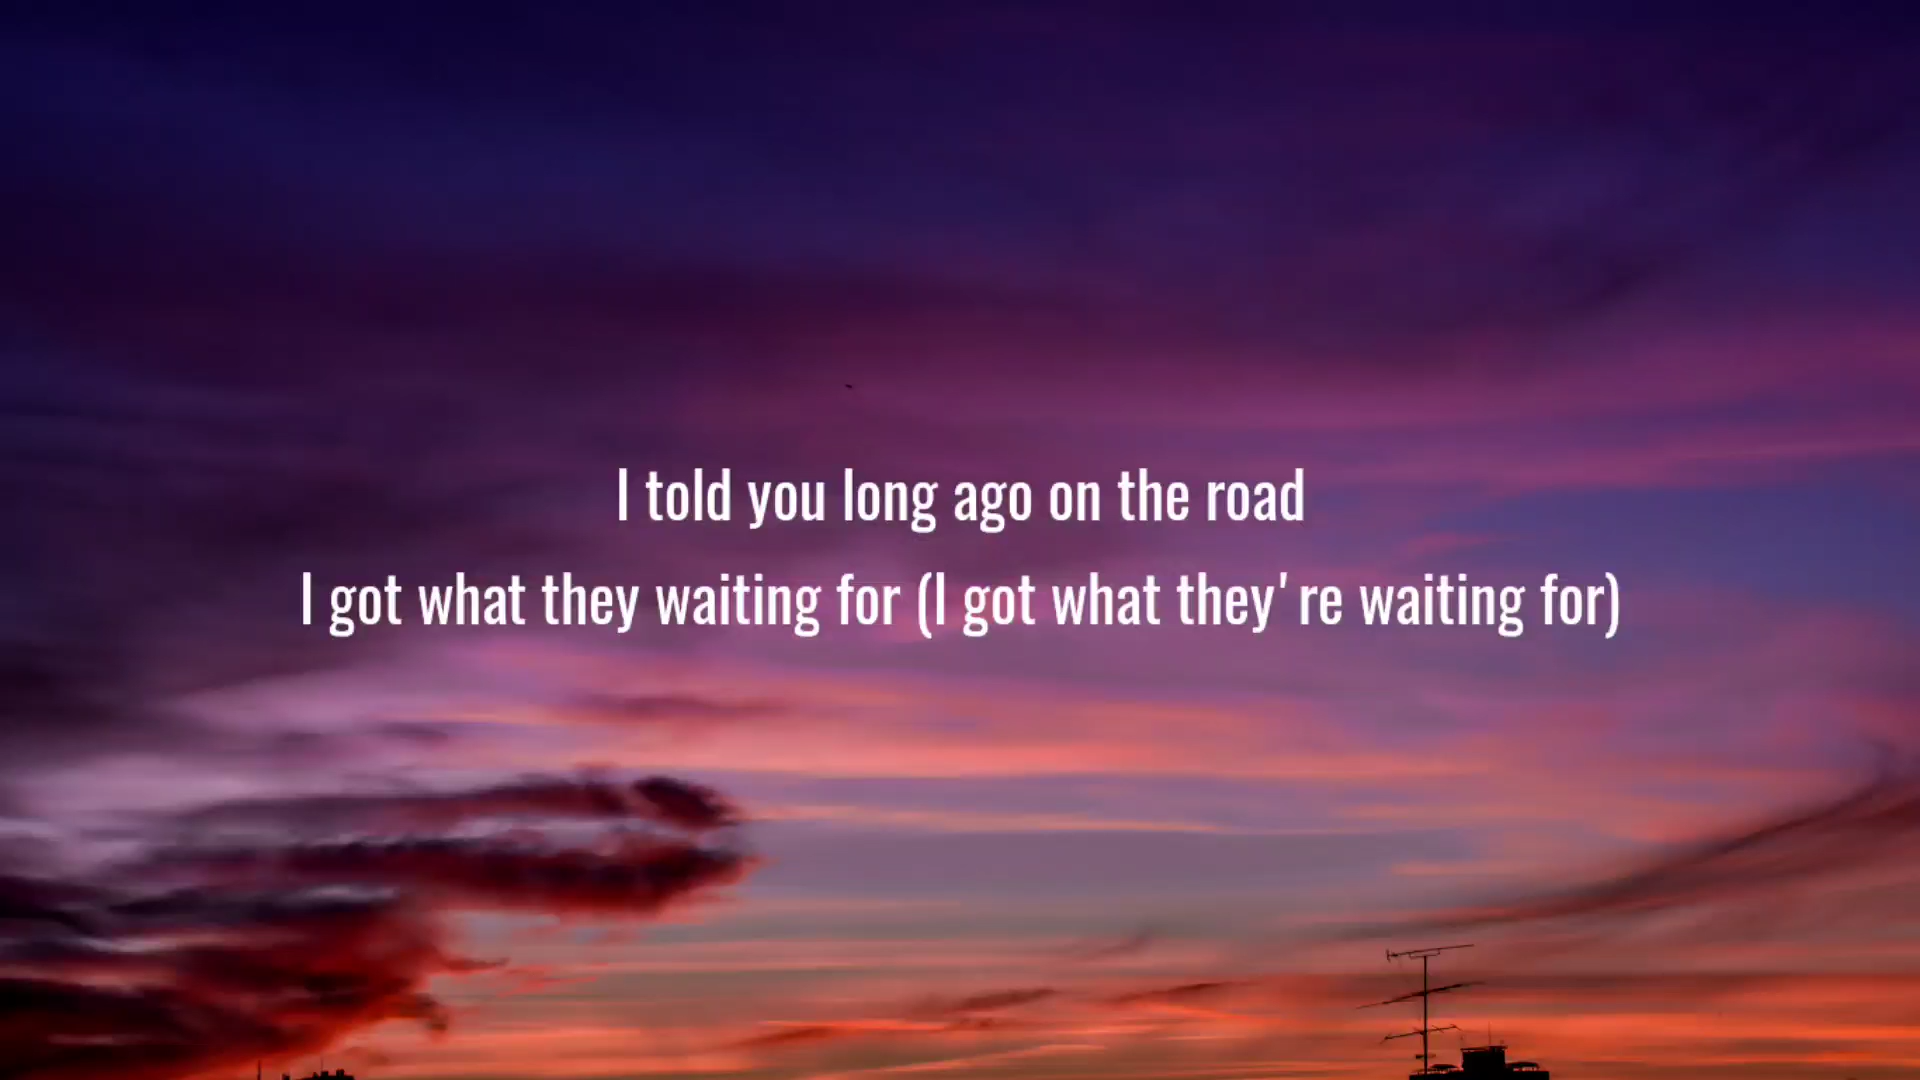 I told you long ago on the road
I got what they waiting for (I got what they're waiting for)